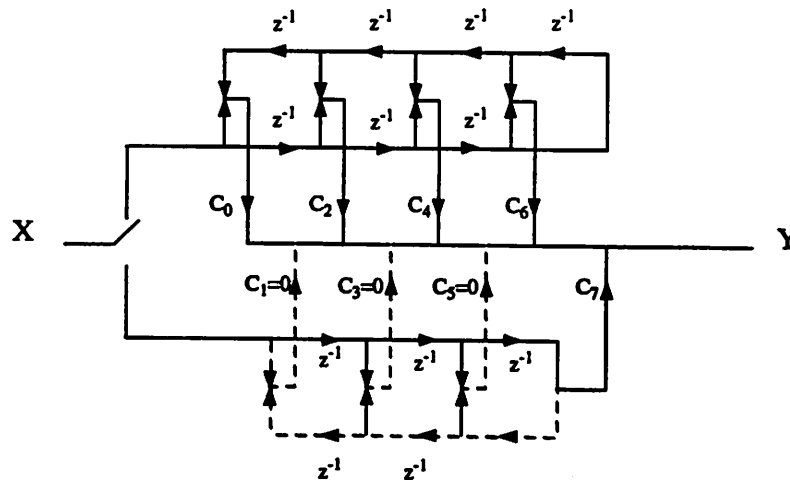 z⁻¹ z⁻¹ z⁻¹ z⁻¹
z⁻¹ z⁻¹ z⁻¹
C₀ C₂ C₄ C₆
X Y
C₁=0 C₃=0 C₅=0 C₇
z⁻¹ z⁻¹ z⁻¹
z⁻¹ z⁻¹